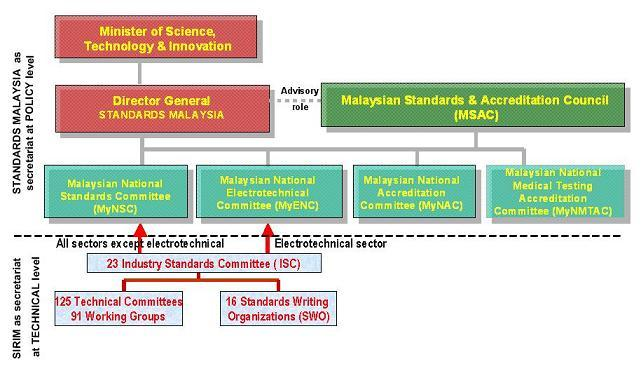 Minister of Science,
Technology & Innovation
Director General
STANDARDS MALAYSIA
Advisory
role
Malaysian Standards & Accreditation Council
(MSAC)
Malaysian National
Standards Committee
(MyNSC)
Malaysian National
Electrotechnical
Committee (MyENC)
Malaysian National
Accreditation
Committee (MyNAC)
Malaysian National
Medical Testing
Accreditation
Committee (MyNMTAC)
STANDARDS MALAYSIA as
secretariat at POLICY level
All sectors except electrotechnical
Electrotechnical sector
23 Industry Standards Committee ( ISC)
125 Technical Committees
91 Working Groups
16 Standards Writing
Organizations (SWO)
SIRIM as secretariat
at TECHNICAL level